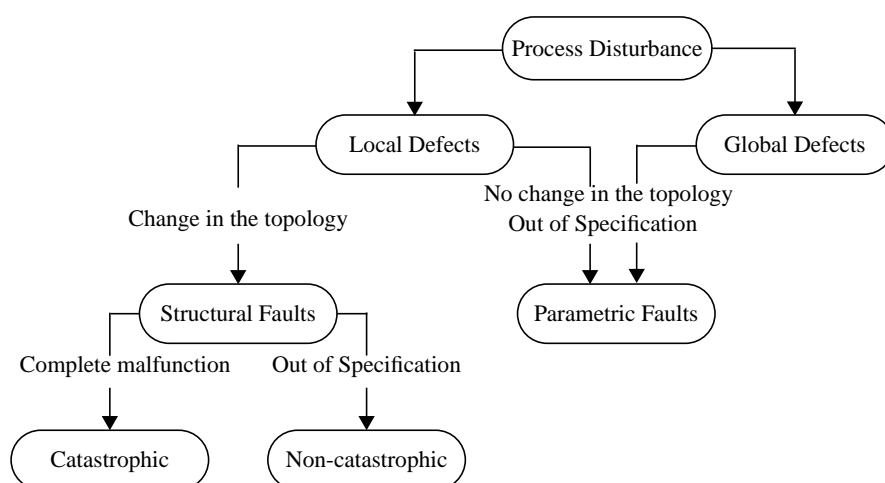 Process Disturbance
Local Defects
Global Defects
No change in the topology
Out of Specification
Change in the topology
Structural Faults
Parametric Faults
Complete malfunction
Out of Specification
Catastrophic
Non-catastrophic